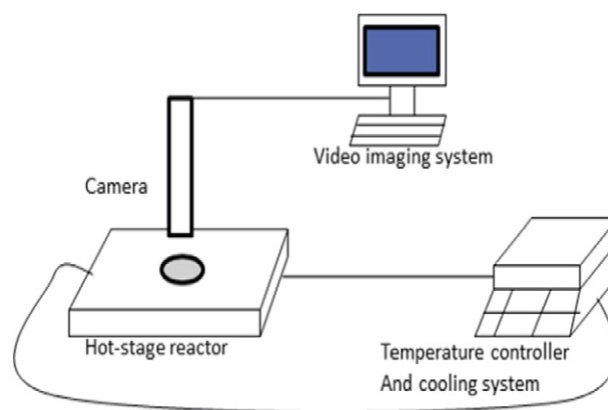 Video imaging system
Camera
Hot-stage reactor
Temperature controller
And cooling system